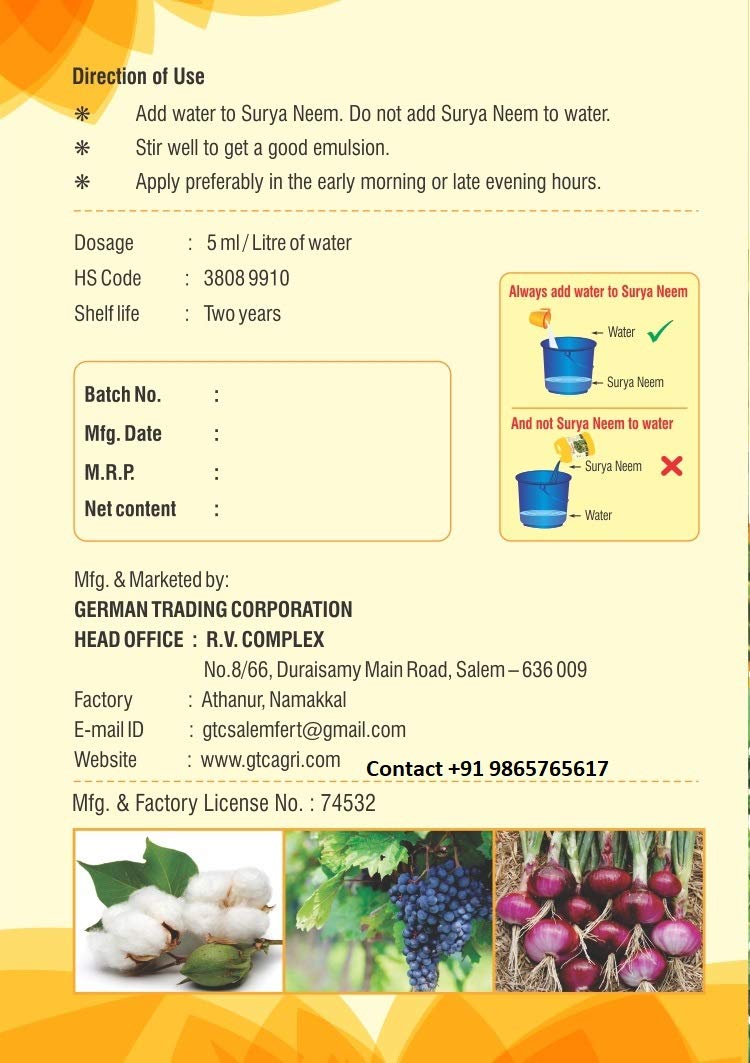 Direction of Use
❋ Add water to Surya Neem. Do not add Surya Neem to water.
❋ Stir well to get a good emulsion.
❋ Apply preferably in the early morning or late evening hours.
Dosage : 5 ml / Litre of water
HS Code : 3808 9910
Shelf life : Two years
Always add water to Surya Neem
Water
Surya Neem
And not Surya Neem to water
Surya Neem
Water
Batch No. :
Mfg. Date :
M.R.P. :
Net content :
Mfg. & Marketed by:
GERMAN TRADING CORPORATION
HEAD OFFICE : R.V. COMPLEX
No.8/66, Duraisamy Main Road, Salem – 636 009
Factory : Athanur, Namakkal
E-mail ID : gtcsalemfert@gmail.com
Website : www.gtcagri.com
Contact +91 9865765617
Mfg. & Factory License No. : 74532